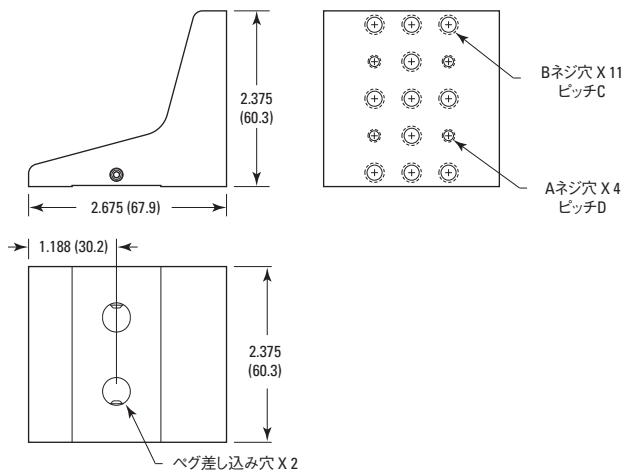 2.375
(60.3)
2.675 (67.9)
Bネジ穴 X 11
ピッチC
Aネジ穴 X 4
ピッチD
1.188 (30.2)
2.375
(60.3)
ペグ差し込み穴 X 2